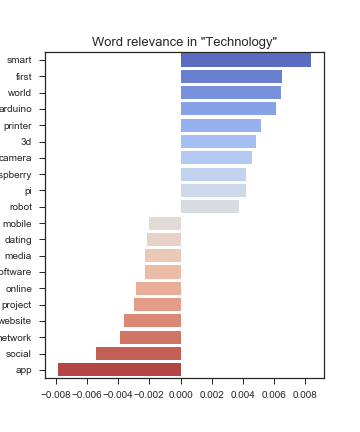 Word relevance in "Technology"
smart
first
world
arduino
printer
3d
camera
spberry
pi
robot
mobile
dating
media
oftware
online
project
website
network
social
app
−0.008 −0.006 −0.004 −0.002 0.000 0.002 0.004 0.006 0.008